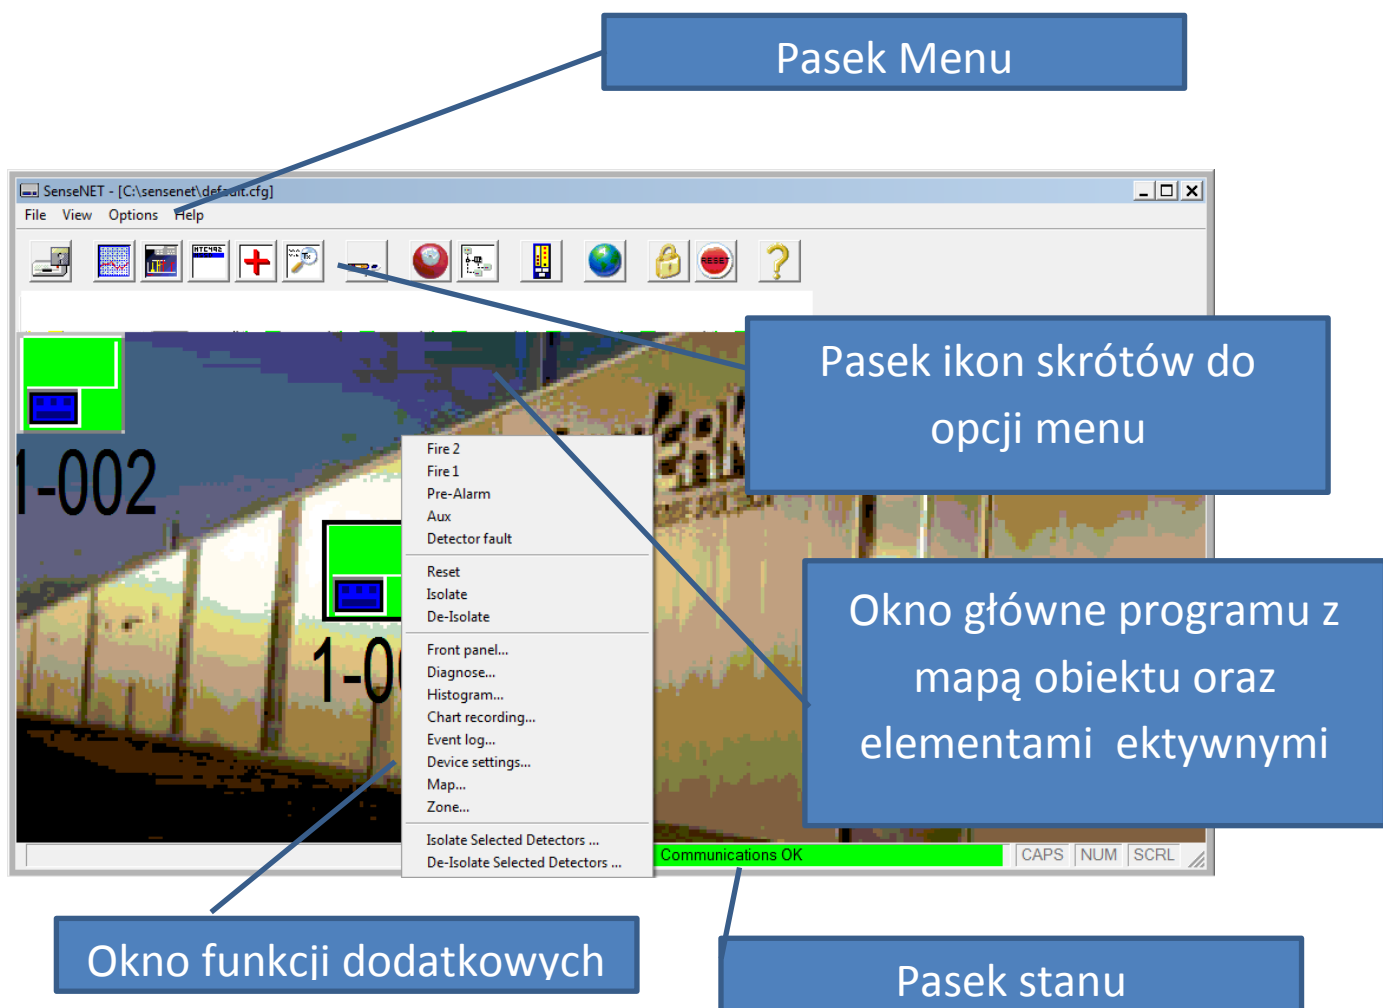 Pasek Menu
SenseNET - [C:\sensenet\default.cfg]
File View Options Help
HTC492
Tx
RESET
?
Pasek ikon skrótów do
opcji menu
1-002
Fire 2
Fire 1
Pre-Alarm
Aux
Detector fault
Reset
Isolate
De-Isolate
Front panel...
Diagnose...
Histogram...
Chart recording...
Event log...
Device settings...
Map...
Zone...
Isolate Selected Detectors ...
De-Isolate Selected Detectors ...
Okno główne programu z
mapą obiektu oraz
elementami ektywnymi
Communications OK
CAPS NUM SCRL
Okno funkcji dodatkowych
Pasek stanu